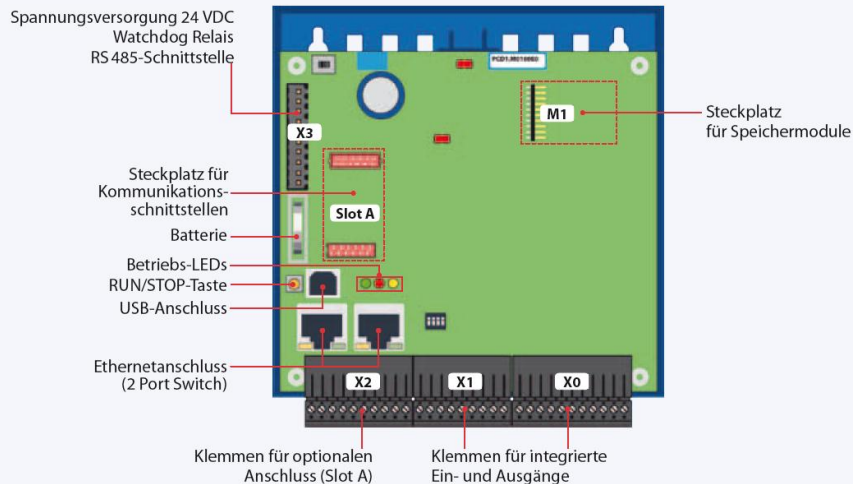 Spannungsversorgung 24 VDC
Watchdog Relais
RS 485-Schnittstelle
X3
M1
Steckplatz
für Speichermodule
Steckplatz für
Kommunikations-
schnittstellen
Slot A
Batterie
Betriebs-LEDs
RUN/STOP-Taste
USB-Anschluss
Ethernetanschluss
(2 Port Switch)
X2
X1
X0
Klemmen für optionalen
Anschluss (Slot A)
Klemmen für integrierte
Ein- und Ausgänge